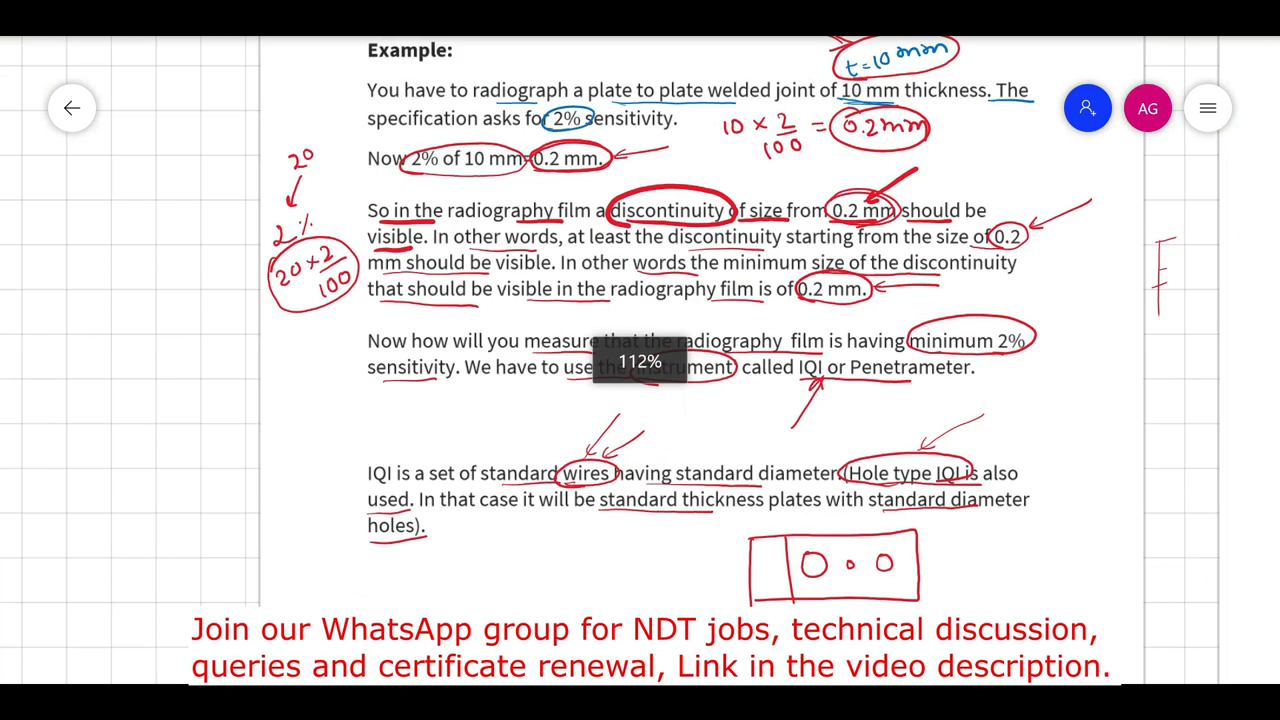 Example:
t=10mm
You have to radiograph a plate to plate welded joint of 10 mm thickness. The
AG
specification asks for 2% sensitivity.
10 × 2/100 = 0.2mm
Now 2% of 10 mm=0.2 mm.
20
2%
20 × 2/100
So in the radiography film a discontinuity of size from 0.2 mm should be
visible. In other words, at least the discontinuity starting from the size of 0.2
mm should be visible. In other words the minimum size of the discontinuity
that should be visible in the radiography film is of 0.2 mm.
Now how will you measure that the radiography film is having minimum 2%
112%
sensitivity. We have to use the instrument called IQI or Penetrameter.
IQI is a set of standard wires having standard diameter.(Hole type IQI is also
used. In that case it will be standard thickness plates with standard diameter
holes).
Join our WhatsApp group for NDT jobs, technical discussion,
queries and certificate renewal, Link in the video description.